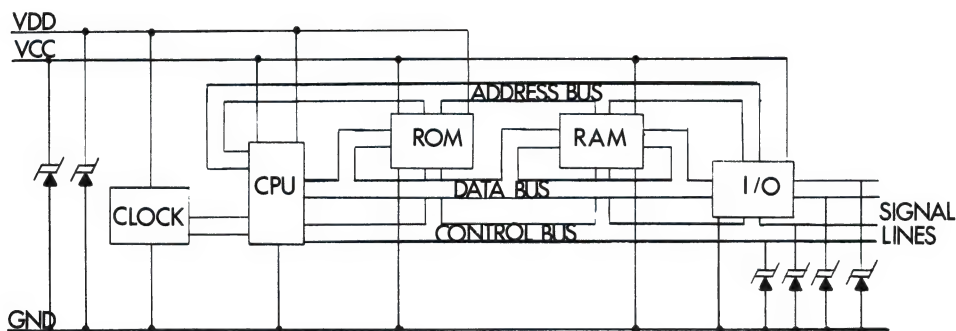 VDD
VCC
ADDRESS BUS
ROM
RAM
CPU
DATA BUS
I/O
CLOCK
SIGNAL
LINES
CONTROL BUS
GND